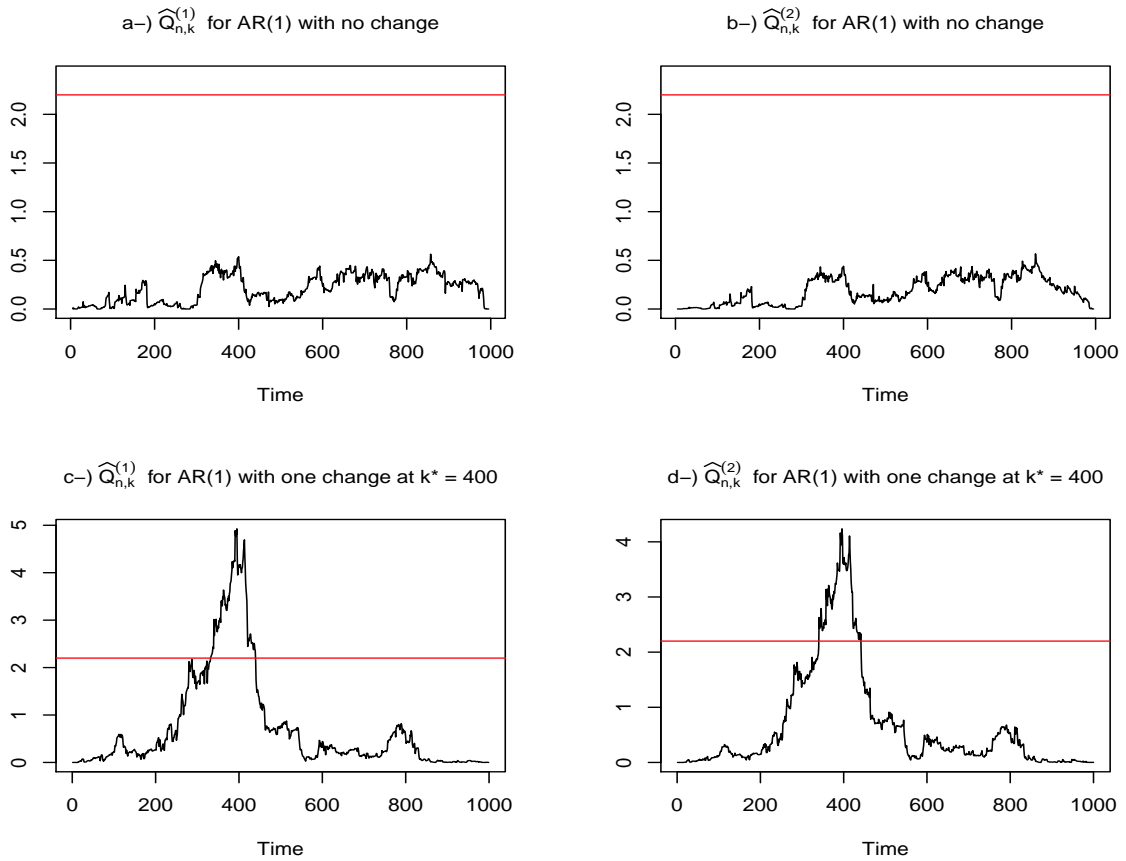 a–) Q̂_{n,k}^{(1)} for AR(1) with no change
0.0 0.5 1.0 1.5 2.0
0 200 400 600 800 1000
Time
b–) Q̂_{n,k}^{(2)} for AR(1) with no change
0.0 0.5 1.0 1.5 2.0
0 200 400 600 800 1000
Time
c–) Q̂_{n,k}^{(1)} for AR(1) with one change at k* = 400
0 1 2 3 4 5
0 200 400 600 800 1000
Time
d–) Q̂_{n,k}^{(2)} for AR(1) with one change at k* = 400
0 1 2 3 4
0 200 400 600 800 1000
Time